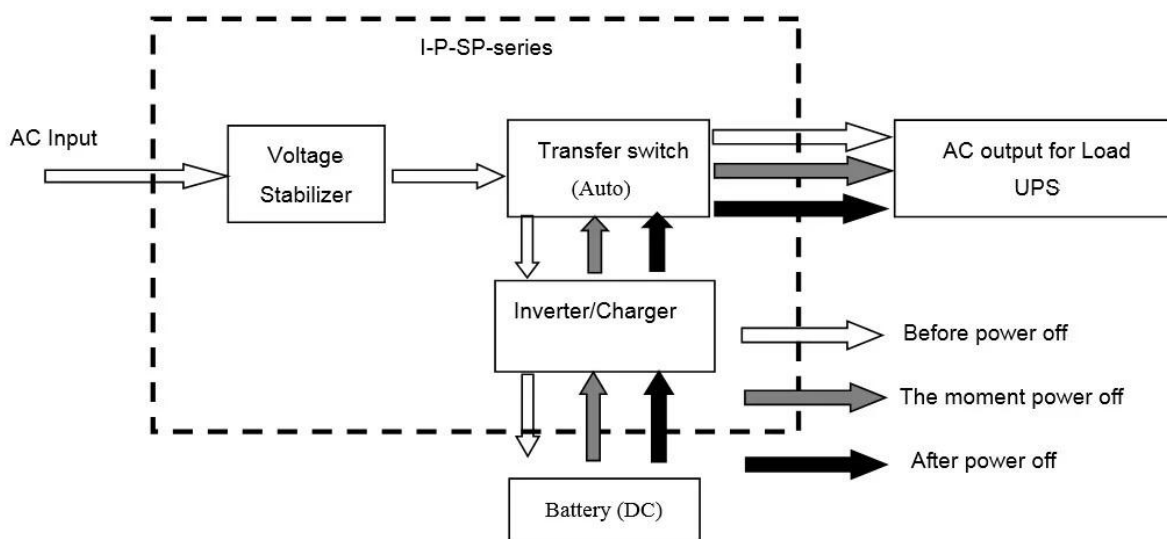 I-P-SP-series
AC Input
Voltage
Stabilizer
Transfer switch
(Auto)
AC output for Load
UPS
Inverter/Charger
Before power off
The moment power off
After power off
Battery (DC)